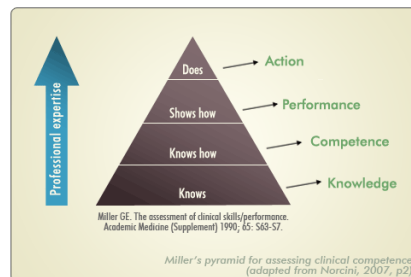 Professional expertise
Does
Action
Shows how
Performance
Knows how
Competence
Knows
Knowledge
Miller GE. The assessment of clinical skills/performance.
Academic Medicine (Supplement) 1990; 65: S63-S7.
Miller's pyramid for assessing clinical competence
(adapted from Norcini, 2007, p2)